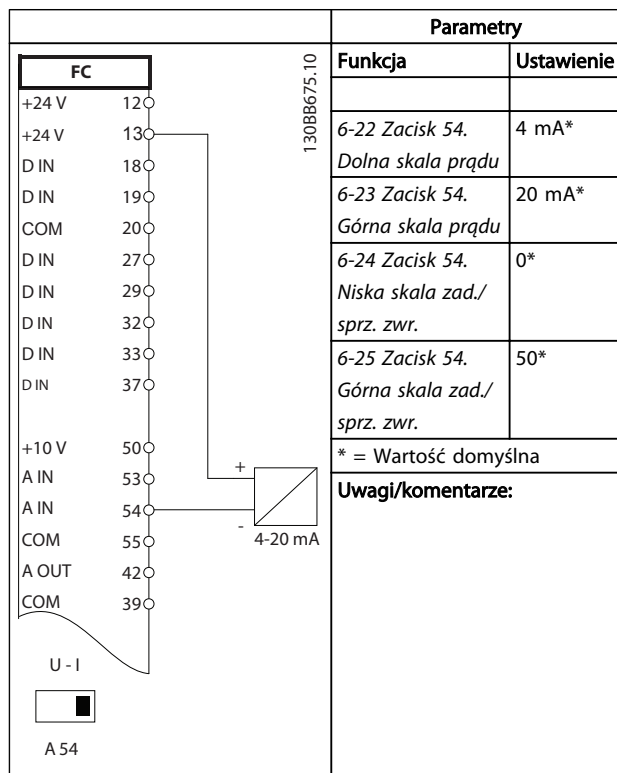 Parametry
FC
130BB675.10
Funkcja Ustawienie
+24 V 12
+24 V 13
D IN 18
D IN 19
COM 20
D IN 27
D IN 29
D IN 32
D IN 33
D IN 37
+10 V 50
A IN 53
A IN 54
COM 55
A OUT 42
COM 39
+
-
4-20 mA
U - I
A 54
6-22 Zacisk 54. 4 mA*
Dolna skala prądu
6-23 Zacisk 54. 20 mA*
Górna skala prądu
6-24 Zacisk 54. 0*
Niska skala zad./
sprz. zwr.
6-25 Zacisk 54. 50*
Górna skala zad./
sprz. zwr.
* = Wartość domyślna
Uwagi/komentarze: